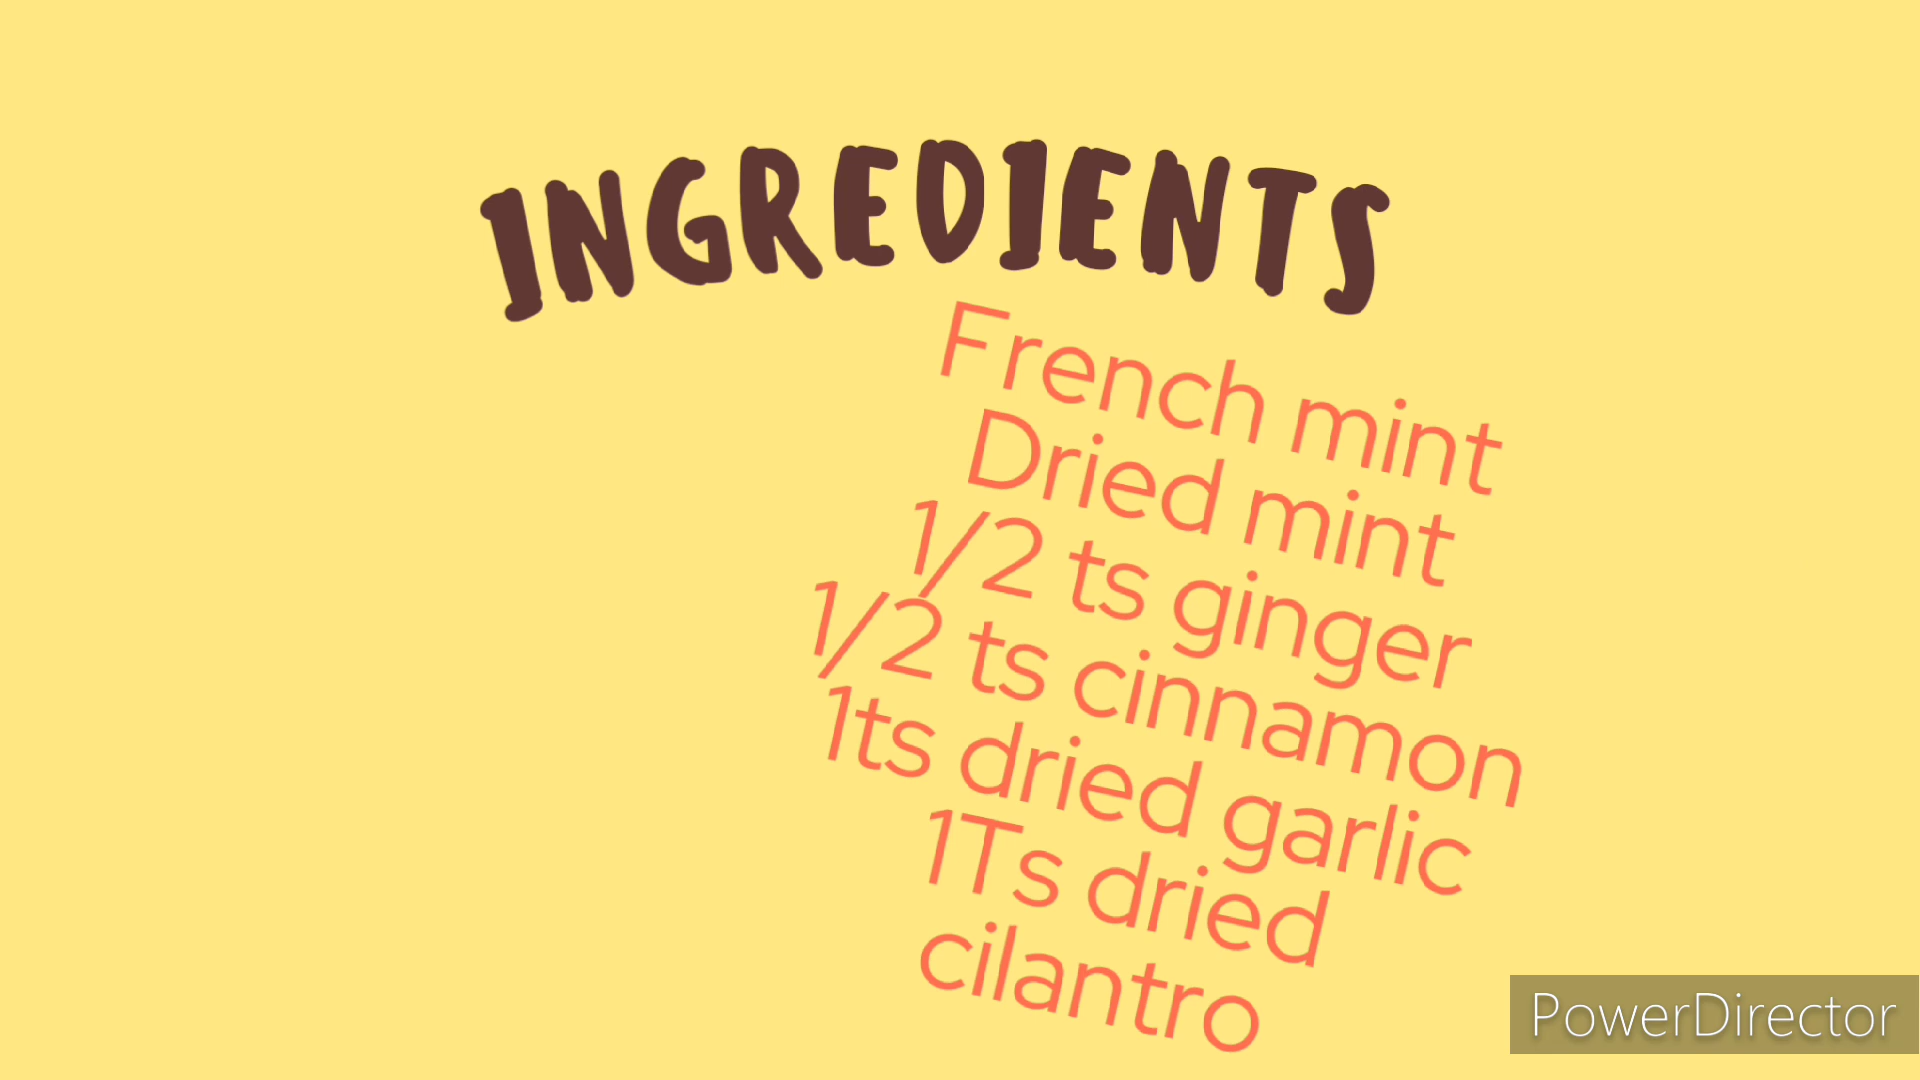 INGREDIENTS
French mint
Dried mint
1/2 ts ginger
1/2 ts cinnamon
1ts dried garlic
1Ts dried
cilantro
PowerDirector